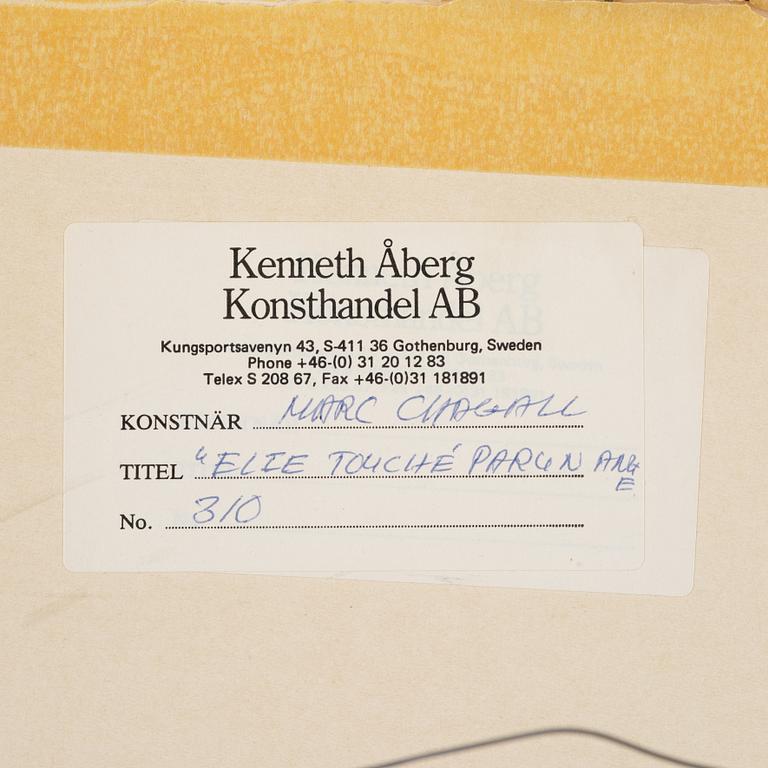 Kenneth Åberg
Konsthandel AB
Kungsportsavenyn 43, S-411 36 Gothenburg, Sweden
Phone +46-(0) 31 20 12 83
Telex S 208 67, Fax +46-(0)31 181891
KONSTNÄR MARC CHAGALL
TITEL "ELIE TOUCHÉ PAR UN ANGE
No. 310